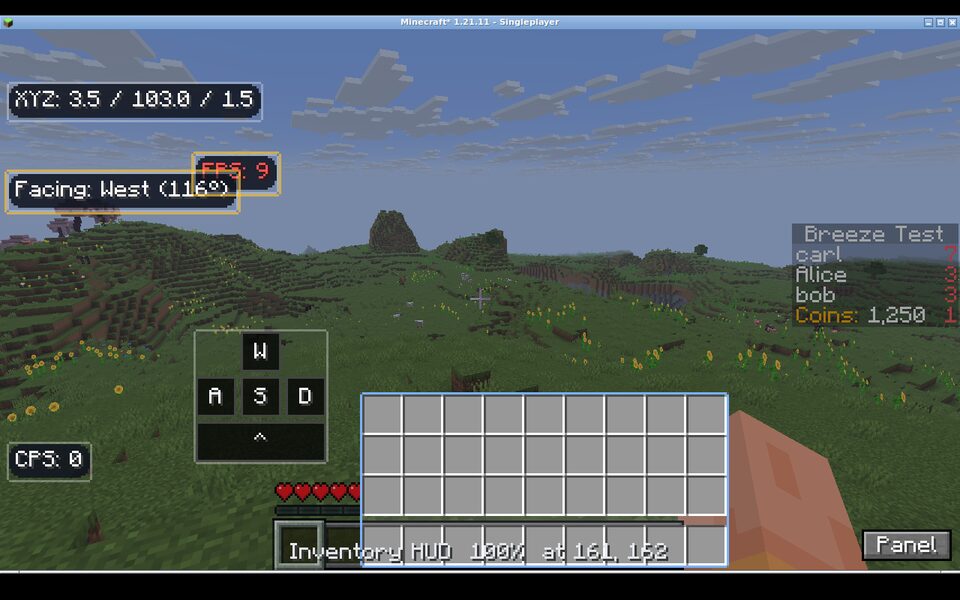 Minecraft* 1.21.11 - Singleplayer
XYZ: 3.5 / 103.0 / 1.5
FPS: 9
Facing: West (116°)
Breeze Test
carl 7
Alice 3
bob 3
Coins: 1,250 1
W
A S D
^
CPS: 0
Inventory HUD 100% at 161, 162
Panel